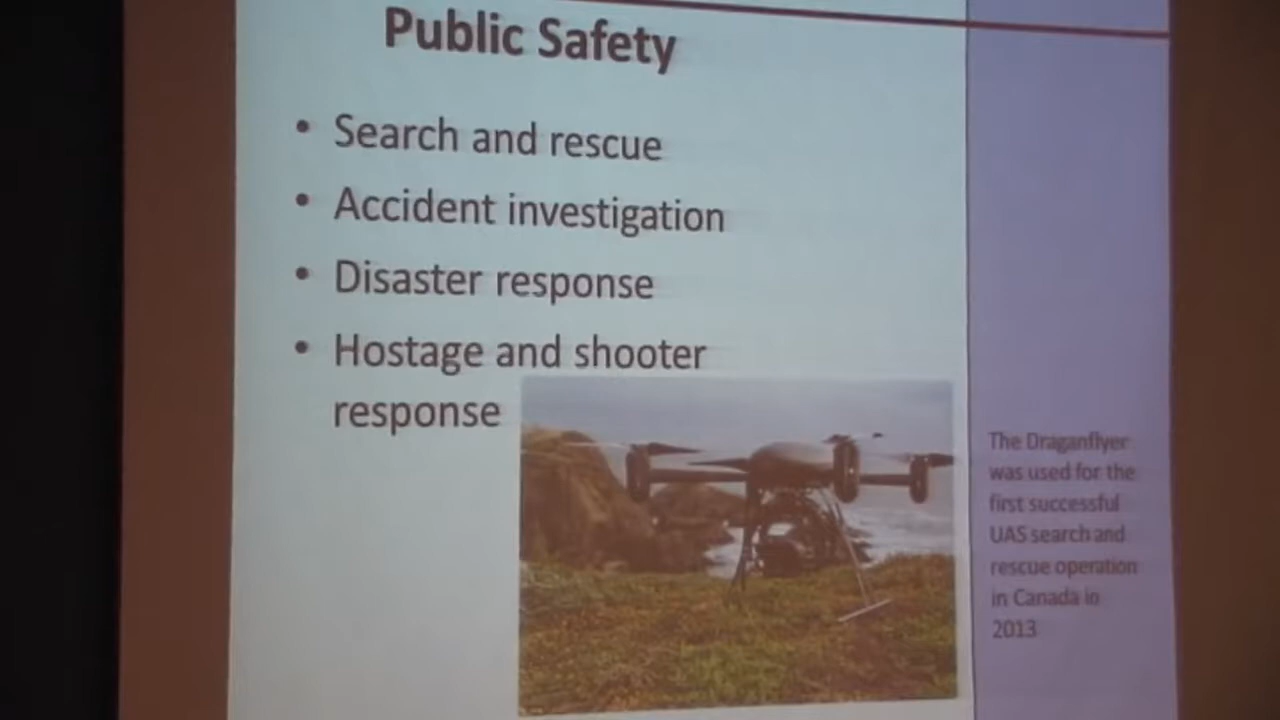 Public Safety
• Search and rescue
• Accident investigation
• Disaster response
• Hostage and shooter
response
The Draganflyer
was used for the
first successful
UAS search and
rescue operation
in Canada in
2013